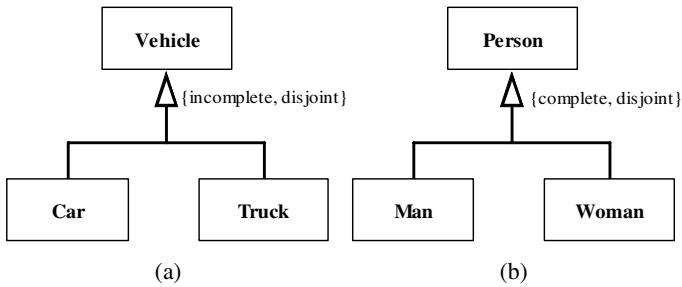 Vehicle
Person
{incomplete, disjoint}
{complete, disjoint}
Car
Truck
Man
Woman
(a)
(b)